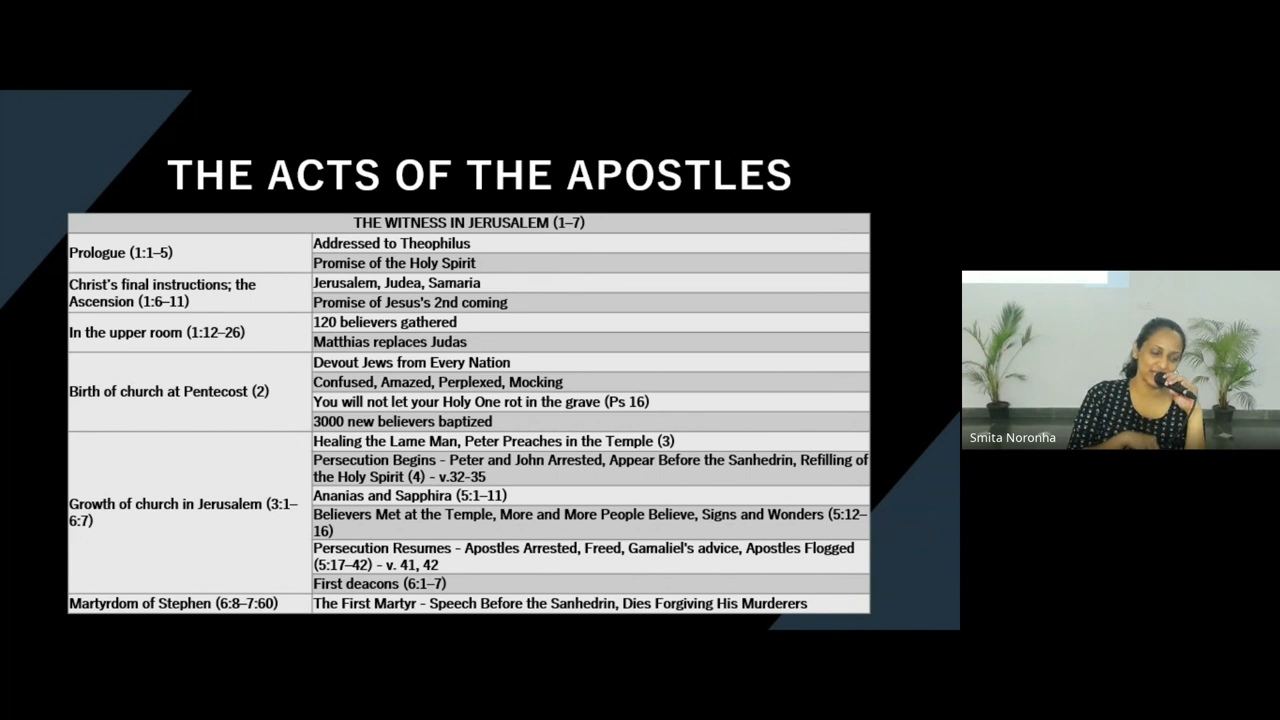 THE ACTS OF THE APOSTLES
THE WITNESS IN JERUSALEM (1–7)
Prologue (1:1–5)
Addressed to Theophilus
Promise of the Holy Spirit
Christ's final instructions; the
Ascension (1:6–11)
Jerusalem, Judea, Samaria
Promise of Jesus's 2nd coming
In the upper room (1:12–26)
120 believers gathered
Matthias replaces Judas
Birth of church at Pentecost (2)
Devout Jews from Every Nation
Confused, Amazed, Perplexed, Mocking
You will not let your Holy One rot in the grave (Ps 16)
3000 new believers baptized
Growth of church in Jerusalem (3:1–
6:7)
Healing the Lame Man, Peter Preaches in the Temple (3)
Persecution Begins - Peter and John Arrested, Appear Before the Sanhedrin, Refilling of
the Holy Spirit (4) - v.32-35
Ananias and Sapphira (5:1–11)
Believers Met at the Temple, More and More People Believe, Signs and Wonders (5:12–
16)
Persecution Resumes - Apostles Arrested, Freed, Gamaliel's advice, Apostles Flogged
(5:17–42) - v. 41, 42
First deacons (6:1–7)
Martyrdom of Stephen (6:8–7:60)
The First Martyr - Speech Before the Sanhedrin, Dies Forgiving His Murderers
Smita Noronha